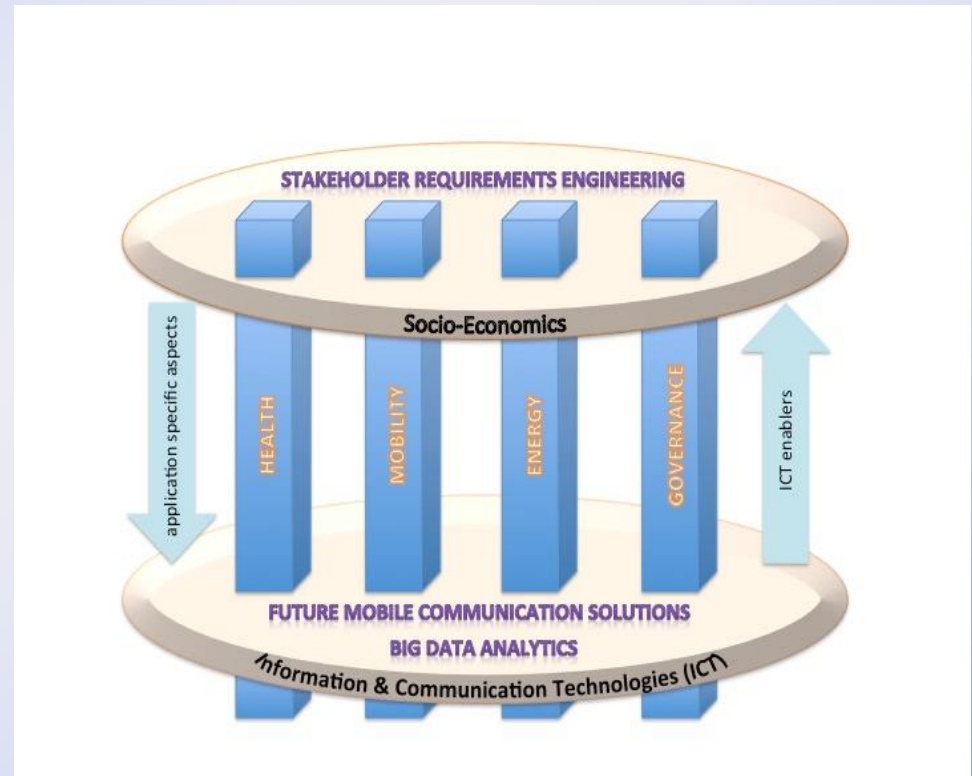 STAKEHOLDER REQUIREMENTS ENGINEERING
Socio-Economics
application specific aspects
HEALTH
MOBILITY
ENERGY
GOVERNANCE
ICT enablers
FUTURE MOBILE COMMUNICATION SOLUTIONS
BIG DATA ANALYTICS
Information & Communication Technologies (ICT)